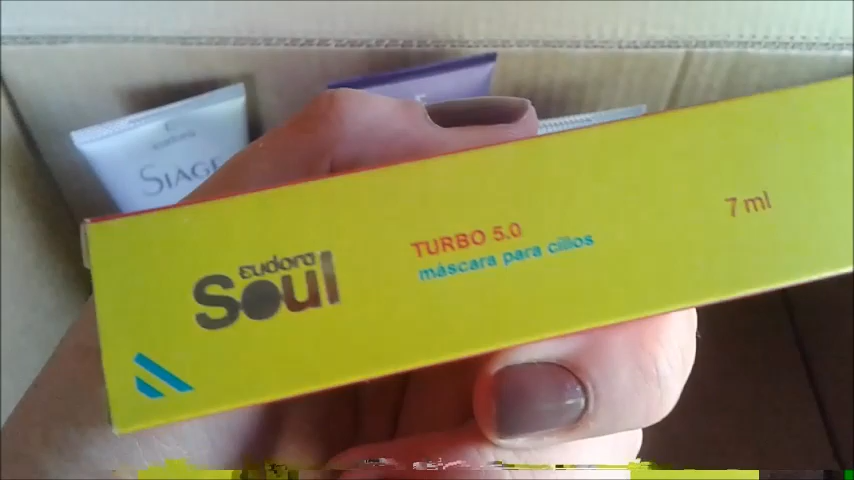 SIAGE
eudora
Soul
TURBO 5.0
máscara para cílios
7 ml